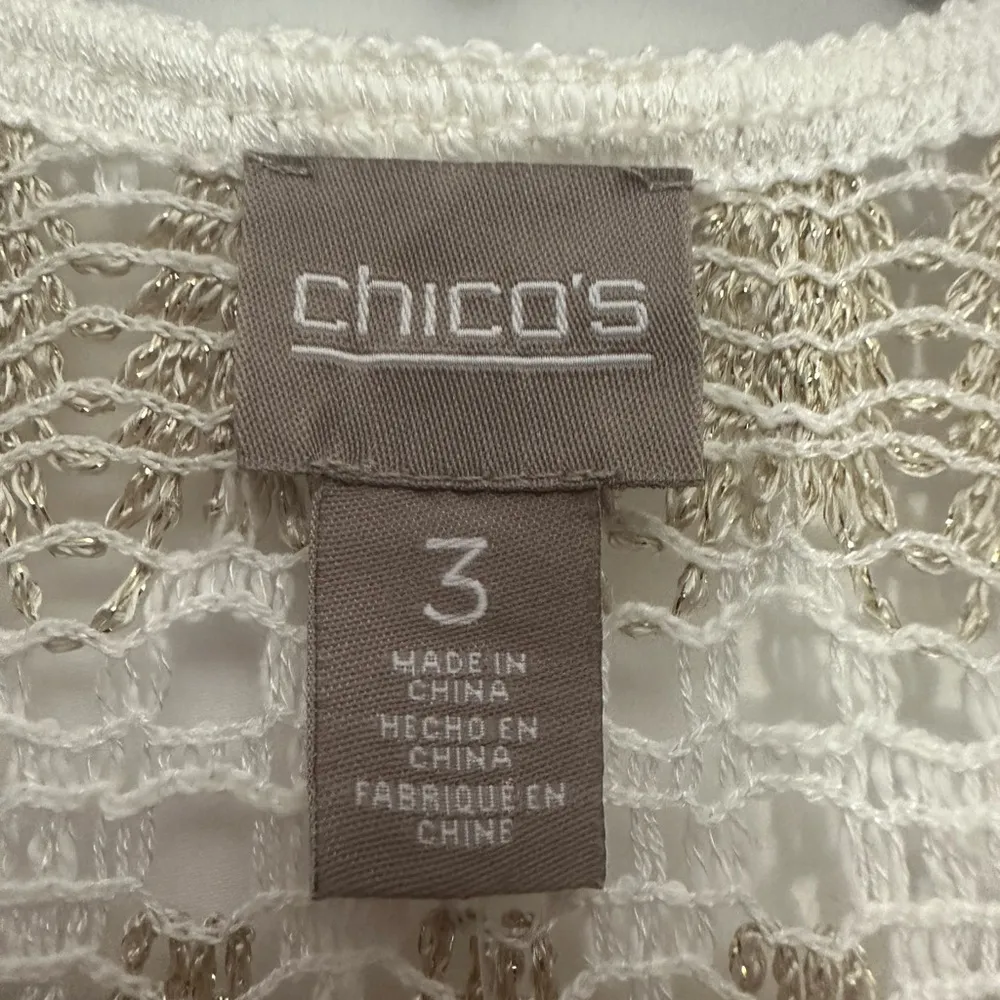 chico's
3
MADE IN
CHINA
HECHO EN
CHINA
FABRIQUÉ EN
CHINE